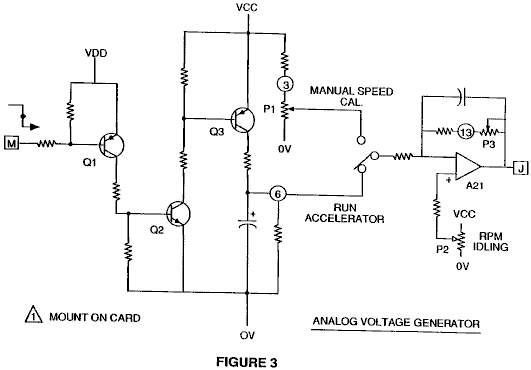 VCC
VDD
3
MANUAL SPEED
CAL.
P1
Q3
0V
M
Q1
13
P3
J
A21
6
RUN
ACCELERATOR
Q2
VCC
RPM
IDLING
P2
0V
1 MOUNT ON CARD
OV
ANALOG VOLTAGE GENERATOR
FIGURE 3